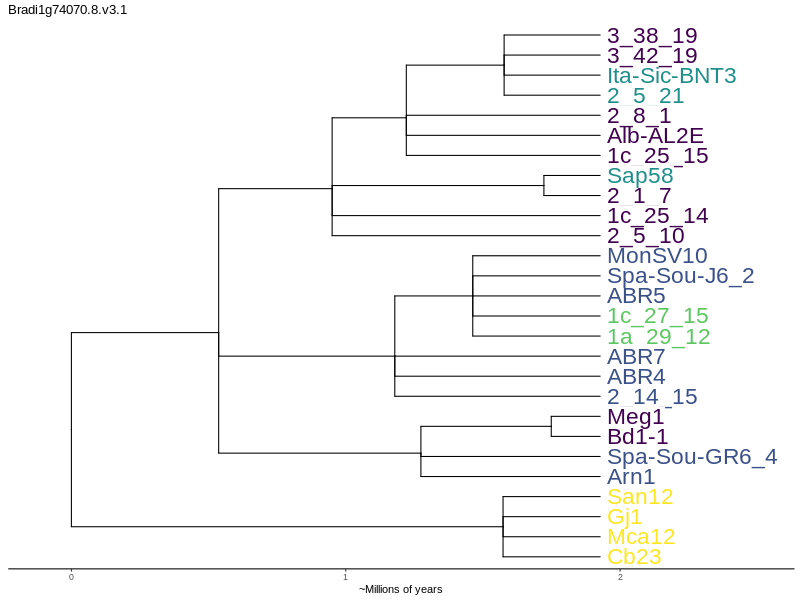 Bradi1g74070.8.v3.1
3_38_19
3_42_19
Ita-Sic-BNT3
2_5_21
2_8_1
Alb-AL2E
1c_25_15
Sap58
2_1_7
1c_25_14
2_5_10
MonSV10
Spa-Sou-J6_2
ABR5
1c_27_15
1a_29_12
ABR7
ABR4
2_14_15
Meg1
Bd1-1
Spa-Sou-GR6_4
Arn1
San12
Gj1
Mca12
Cb23
0 1 2
~Millions of years